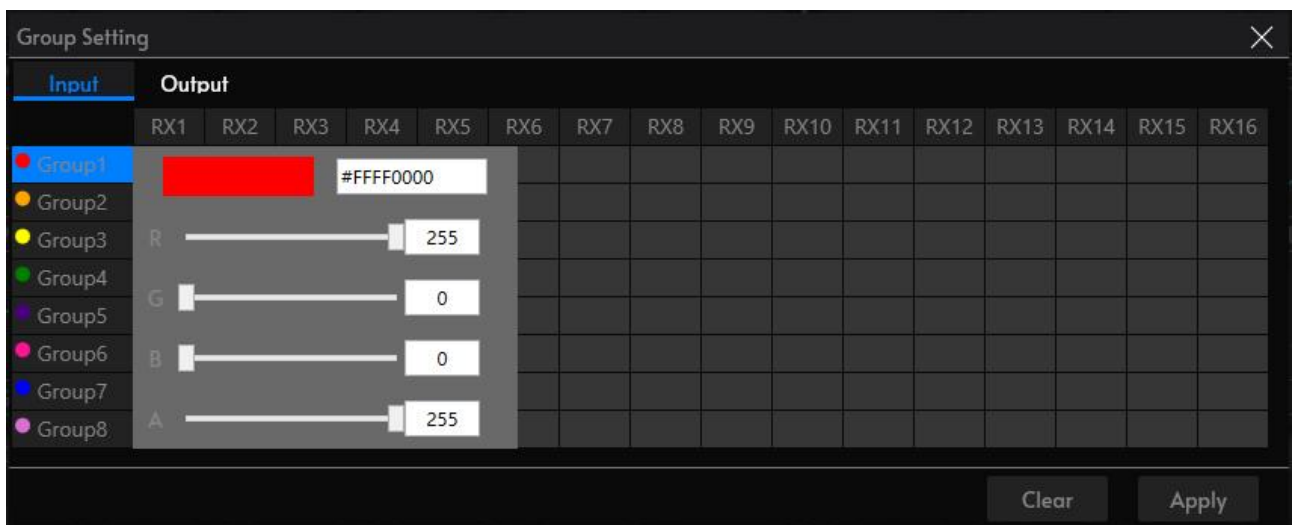 Group Setting
Input Output
RX1 RX2 RX3 RX4 RX5 RX6 RX7 RX8 RX9 RX10 RX11 RX12 RX13 RX14 RX15 RX16
Group1
#FFFF0000
Group2
Group3
R 255
Group4
G 0
Group5
Group6
B 0
Group7
Group8
A 255
Clear Apply